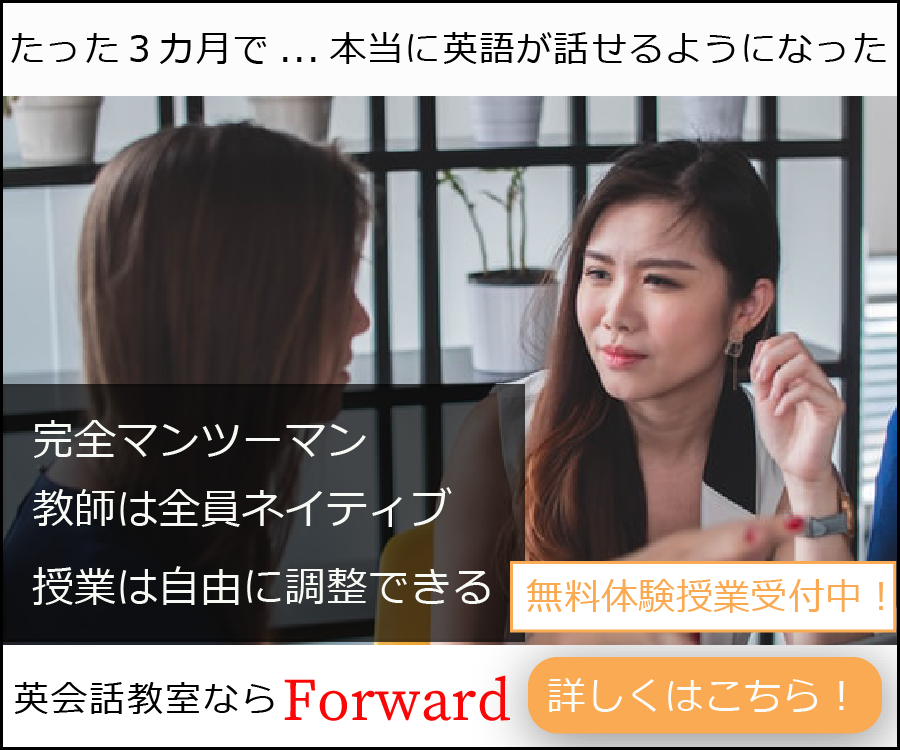 たった３カ月で ... 本当に英語が話せるようになった
完全マンツーマン
教師は全員ネイティブ
授業は自由に調整できる
無料体験授業受付中！
英会話教室なら Forward
詳しくはこちら！